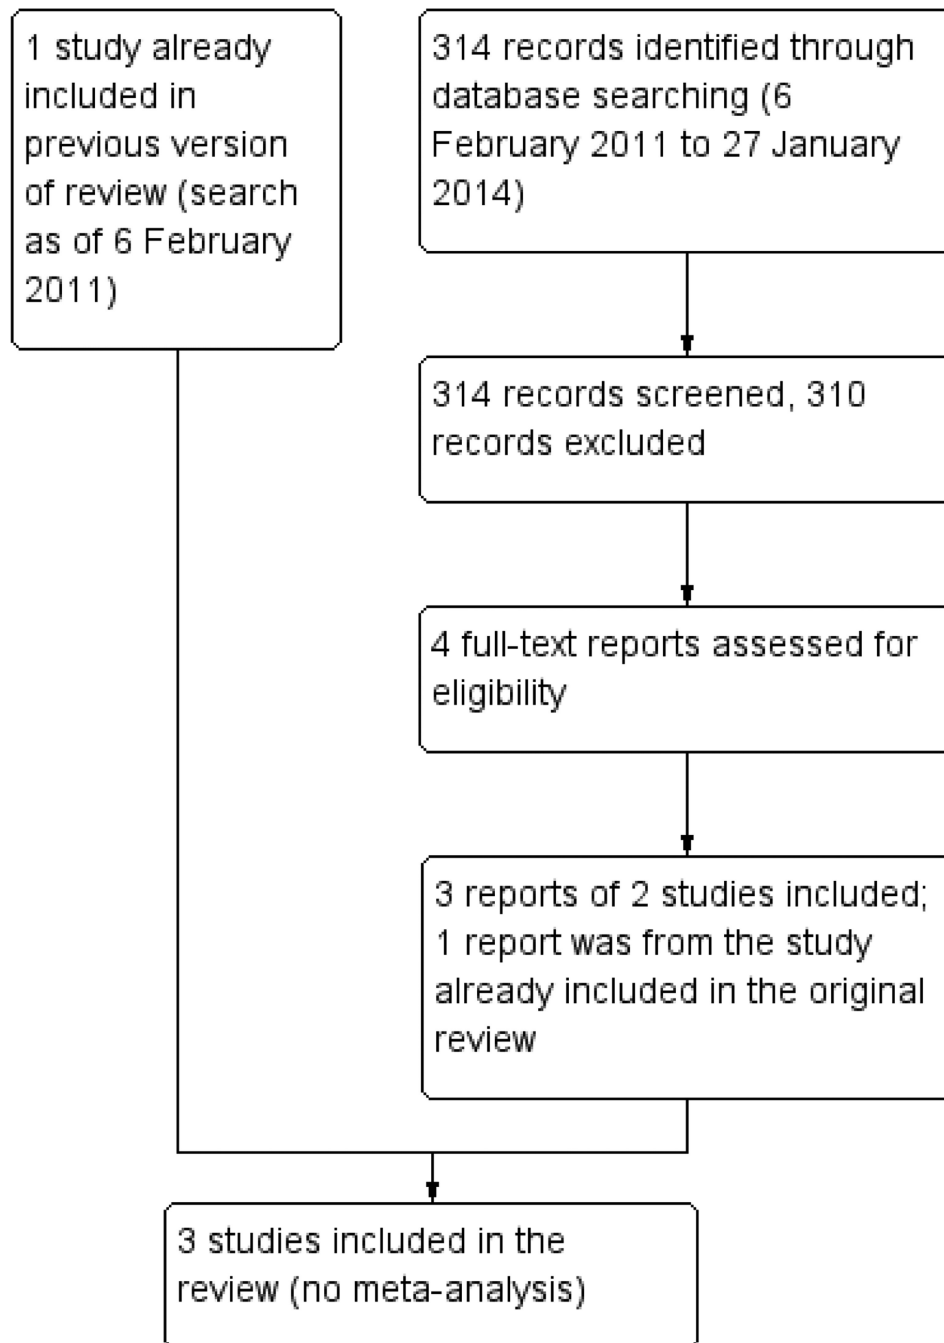 1 study already
included in
previous version
of review (search
as of 6 February
2011)
314 records identified through
database searching (6
February 2011 to 27 January
2014)
314 records screened, 310
records excluded
4 full-text reports assessed for
eligibility
3 reports of 2 studies included;
1 report was from the study
already included in the original
review
3 studies included in the
review (no meta-analysis)